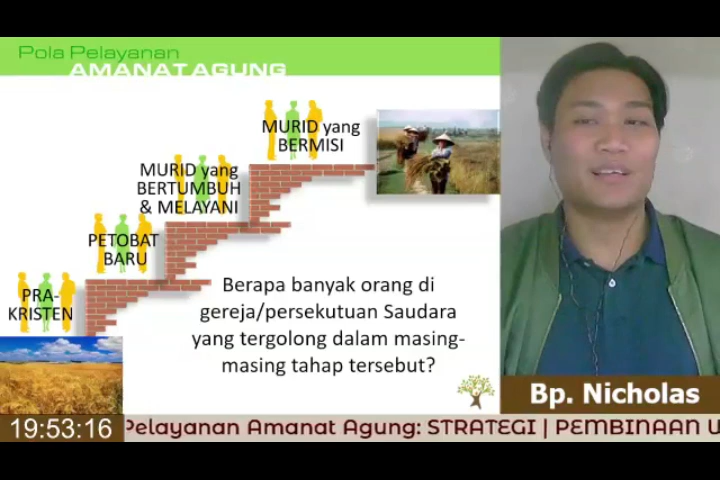 Pola Pelayanan
AMANAT AGUNG
MURID yang
BERMISI
MURID yang
BERTUMBUH
& MELAYANI
PETOBAT
BARU
PRA-
KRISTEN
Berapa banyak orang di
gereja/persekutuan Saudara
yang tergolong dalam masing-
masing tahap tersebut?
Bp. Nicholas
19:53:16 Pelayanan Amanat Agung: STRATEGI | PEMBINAAN U